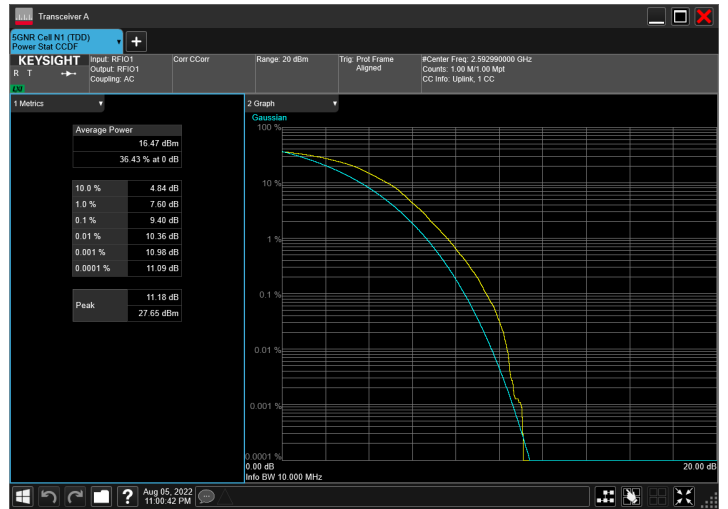 Transceiver A
5GNR Cell N1 (TDD)
Power Stat CCDF
KEYSIGHT
R T
LXI
Input: RFIO1
Output: RFIO1
Coupling: AC
Corr CCorr
Range: 20 dBm
Trig: Prot Frame
Aligned
#Center Freq: 2.592990000 GHz
Counts: 1.00 M/1.00 Mpt
CC Info: Uplink, 1 CC
1 Metrics
Average Power
16.47 dBm
36.43 % at 0 dB
10.0 % 4.84 dB
1.0 % 7.60 dB
0.1 % 9.40 dB
0.01 % 10.36 dB
0.001 % 10.98 dB
0.0001 % 11.09 dB
Peak
11.18 dB
27.65 dBm
2 Graph
Gaussian
100 %
10 %
1 %
0.1 %
0.01 %
0.001 %
0.0001 %
0.00 dB 20.00 dB
Info BW 10.000 MHz
?
Aug 05, 2022
11:00:42 PM